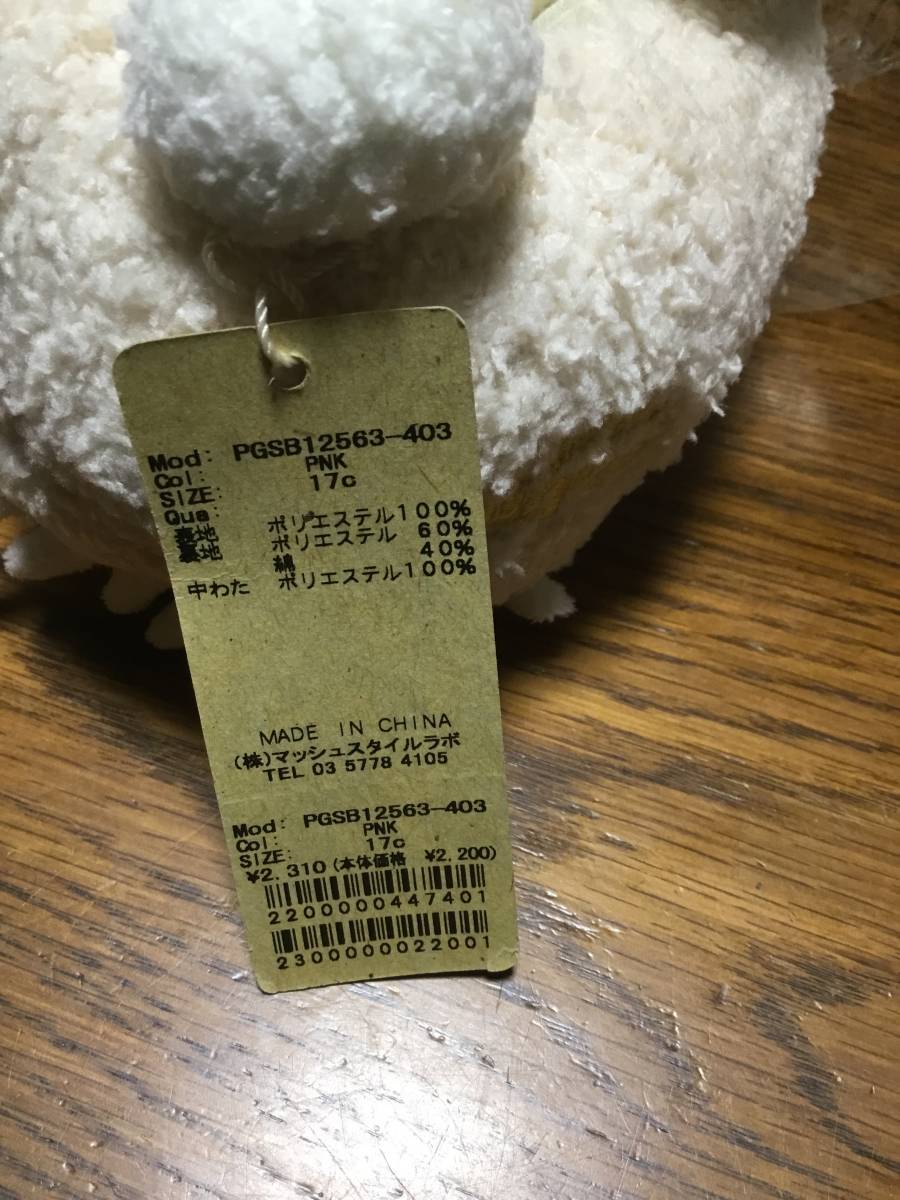 Mod: PGSB12563-403
Col: PNK
SIZE: 17c
Qua:
表地 ポリエステル100%
裏地 ポリエステル 60%
綿 40%
中わた ポリエステル100%
MADE IN CHINA
(株)マッシュスタイルラボ
TEL 03 5778 4105
Mod: PGSB12563-403
Col: PNK
SIZE: 17c
¥2,310 (本体価格 ¥2,200)
2200000447401
2300000022001